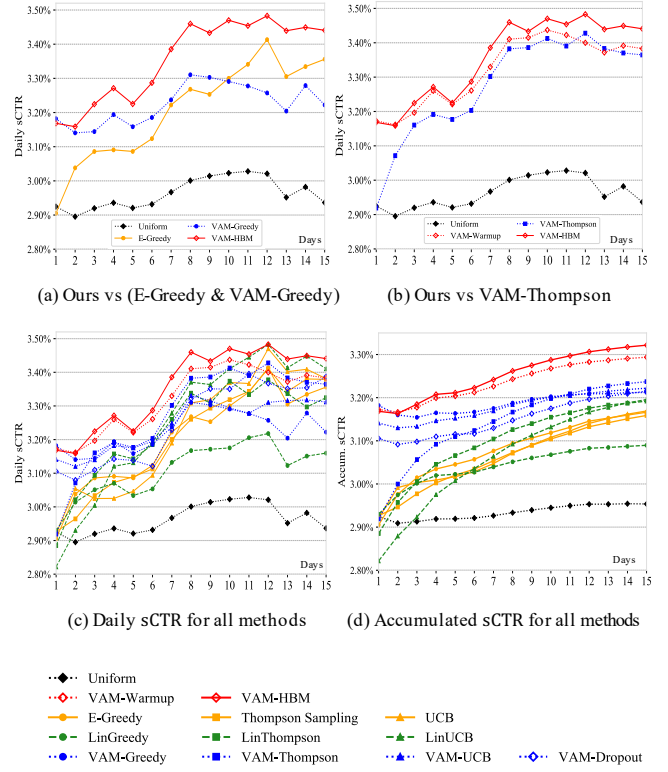 3.50%
3.40%
3.30%
3.20%
3.10%
3.00%
2.90%
2.80%
Daily sCTR
Uniform
E-Greedy
VAM-Greedy
VAM-HBM
Days
1 2 3 4 5 6 7 8 9 10 11 12 13 14 15
(a) Ours vs (E-Greedy & VAM-Greedy)
3.50%
3.40%
3.30%
3.20%
3.10%
3.00%
2.90%
2.80%
Daily sCTR
Uniform
VAM-Warmup
VAM-Thompson
VAM-HBM
Days
1 2 3 4 5 6 7 8 9 10 11 12 13 14 15
(b) Ours vs VAM-Thompson
3.50%
3.40%
3.30%
3.20%
3.10%
3.00%
2.90%
2.80%
Daily sCTR
Days
1 2 3 4 5 6 7 8 9 10 11 12 13 14 15
(c) Daily sCTR for all methods
3.30%
3.20%
3.10%
3.00%
2.90%
2.80%
Accum. sCTR
Days
1 2 3 4 5 6 7 8 9 10 11 12 13 14 15
(d) Accumulated sCTR for all methods
Uniform
VAM-Warmup VAM-HBM
E-Greedy Thompson Sampling UCB
LinGreedy LinThompson LinUCB
VAM-Greedy VAM-Thompson VAM-UCB VAM-Dropout